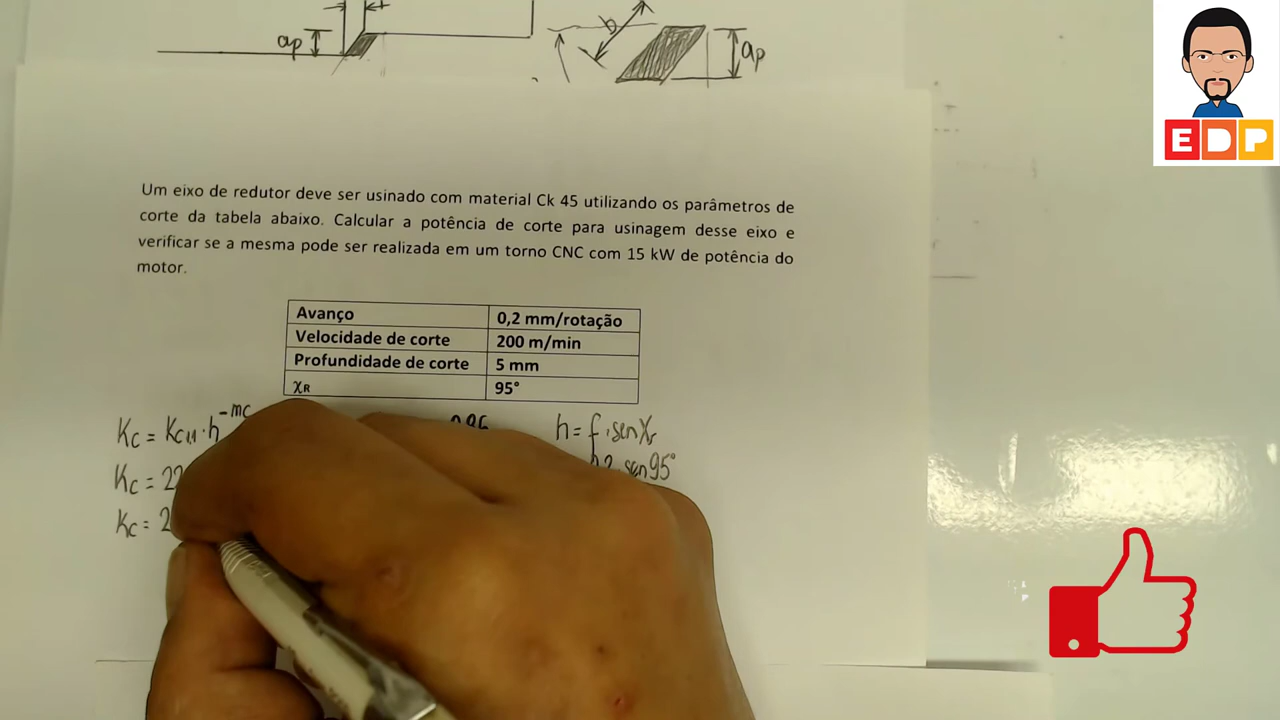 ap
b
ap
EDP
Um eixo de redutor deve ser usinado com material Ck 45 utilizando os parâmetros de
corte da tabela abaixo. Calcular a potência de corte para usinagem desse eixo e
verificar se a mesma pode ser realizada em um torno CNC com 15 kW de potência do
motor.
Avanço 0,2 mm/rotação
Velocidade de corte 200 m/min
Profundidade de corte 5 mm
χR 95°
Kc = Kc11 · h^-mc
h = f · sen χr
Kc = 22
sen 95°
Kc = 2